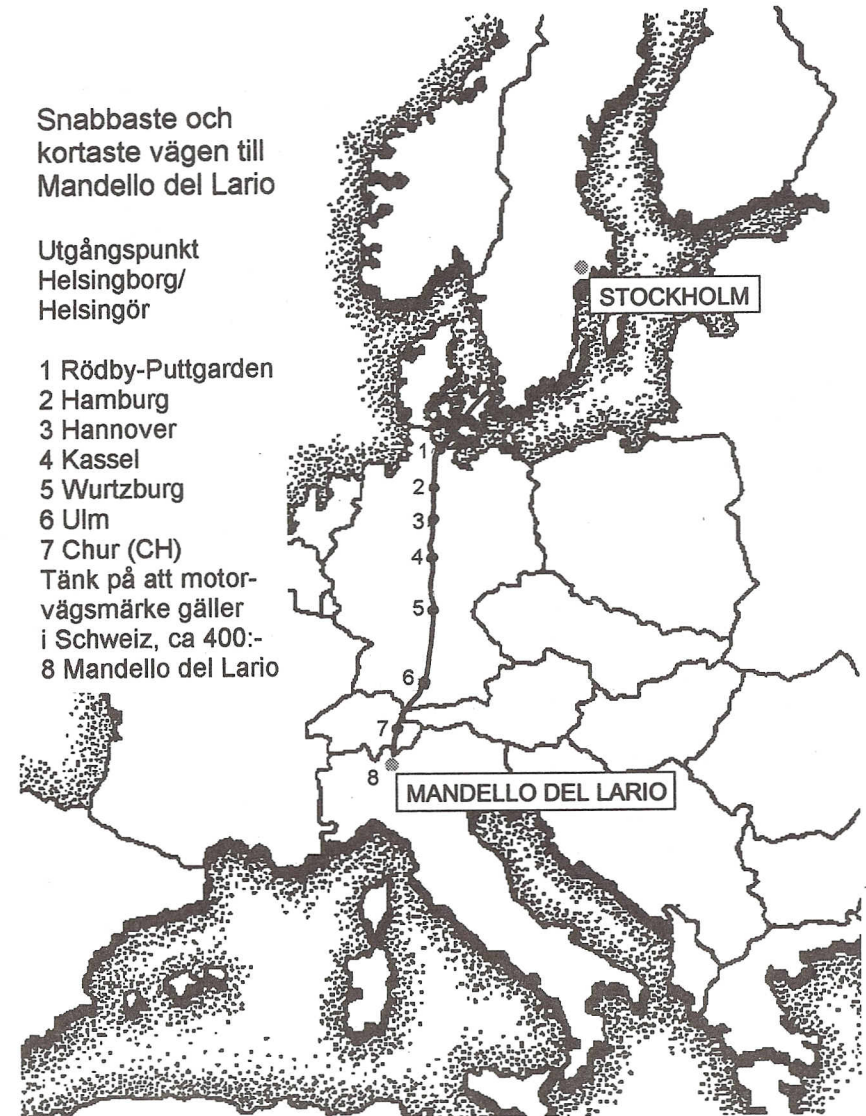 Snabbaste och
kortaste vägen till
Mandello del Lario
Utgångspunkt
Helsingborg/
Helsingör
1 Rödby-Puttgarden
2 Hamburg
3 Hannover
4 Kassel
5 Wurtzburg
6 Ulm
7 Chur (CH)
Tänk på att motor-
vägsmärke gäller
i Schweiz, ca 400:-
8 Mandello del Lario
STOCKHOLM
1
2
3
4
5
6
7
8
MANDELLO DEL LARIO